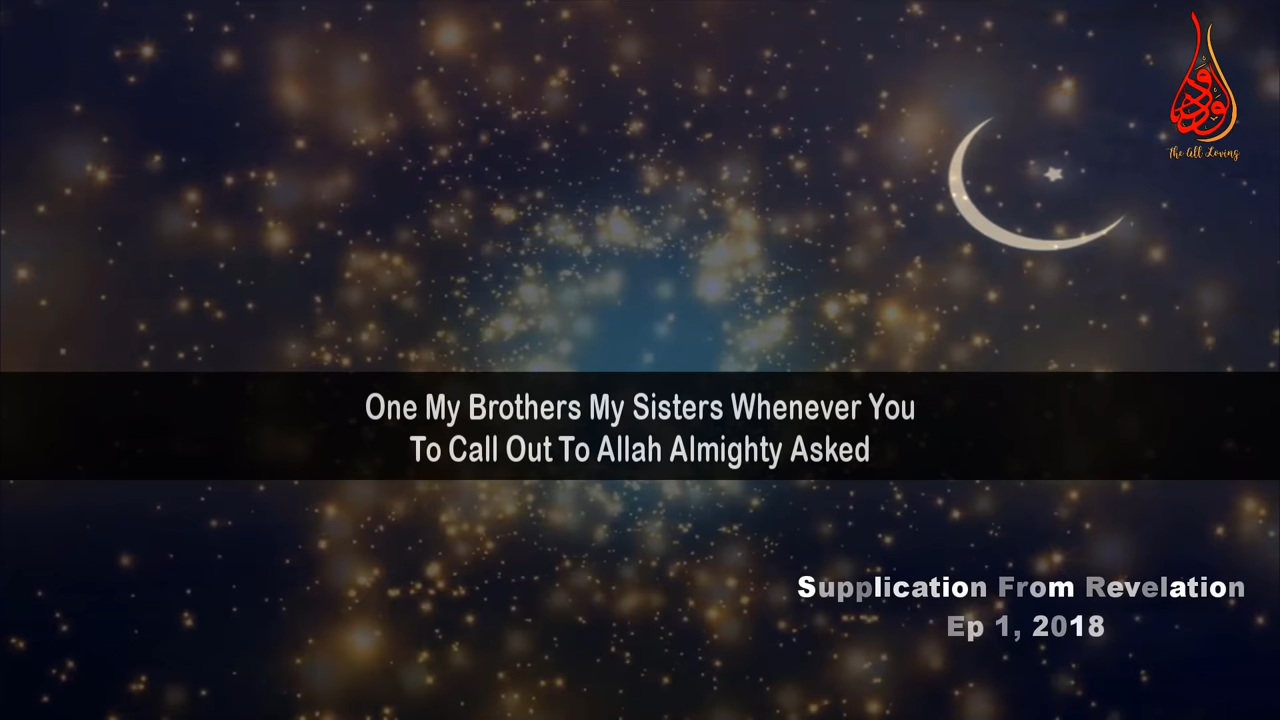 الودود
The All Loving
One My Brothers My Sisters Whenever You
To Call Out To Allah Almighty Asked
Supplication From Revelation
Ep 1, 2018